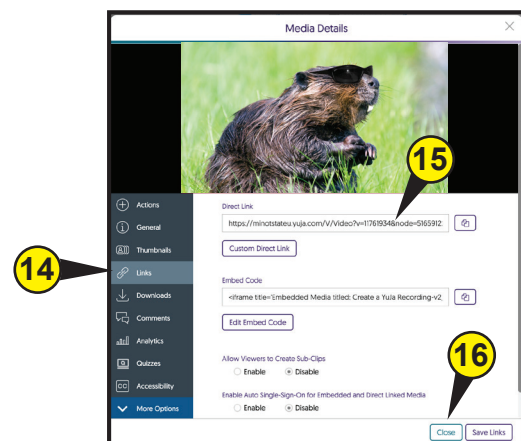 Media Details
15
Actions
General
Thumbnails
14
Links
Downloads
Comments
Analytics
Quizzes
CC Accessibility
More Options
Direct Link
https://minotstateu.yuja.com/V/Video?v=11761934&node=5165912
Custom Direct Link
Embed Code
<iframe title='Embedded Media titled: Create a YuJa Recording-v2
Edit Embed Code
Allow Viewers to Create Sub-Clips
Enable Disable
16
Enable Auto Single-Sign-On for Embedded and Direct Linked Media
Enable Disable
Close Save Links